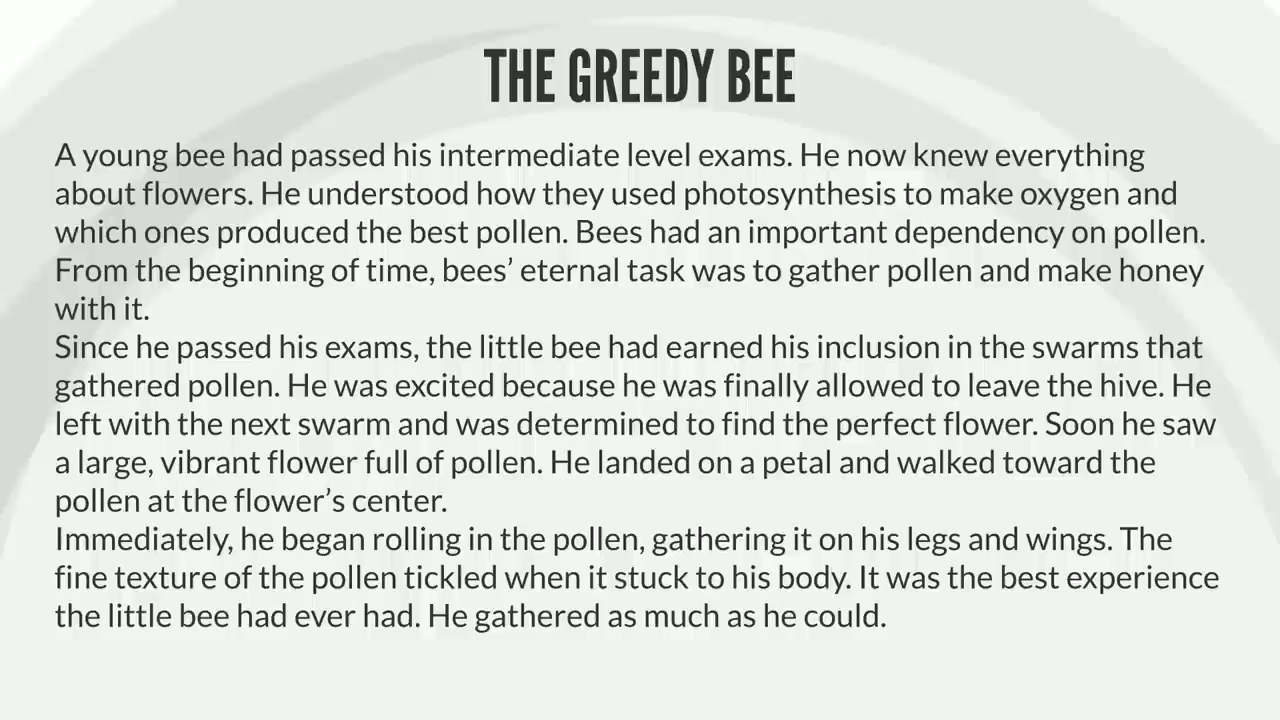 THE GREEDY BEE
A young bee had passed his intermediate level exams. He now knew everything
about flowers. He understood how they used photosynthesis to make oxygen and
which ones produced the best pollen. Bees had an important dependency on pollen.
From the beginning of time, bees’ eternal task was to gather pollen and make honey
with it.
Since he passed his exams, the little bee had earned his inclusion in the swarms that
gathered pollen. He was excited because he was finally allowed to leave the hive. He
left with the next swarm and was determined to find the perfect flower. Soon he saw
a large, vibrant flower full of pollen. He landed on a petal and walked toward the
pollen at the flower’s center.
Immediately, he began rolling in the pollen, gathering it on his legs and wings. The
fine texture of the pollen tickled when it stuck to his body. It was the best experience
the little bee had ever had. He gathered as much as he could.